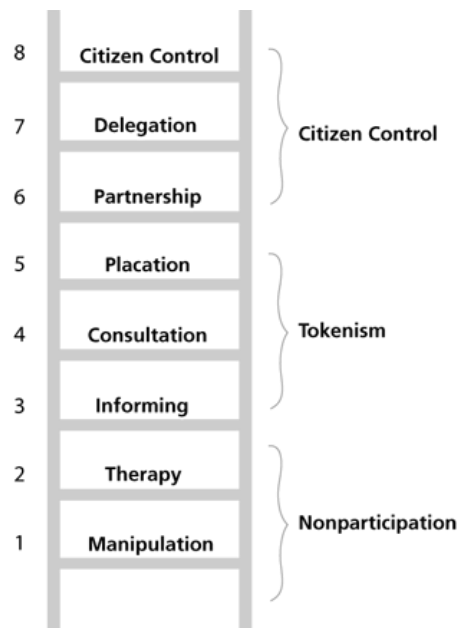 8 Citizen Control
7 Delegation
Citizen Control
6 Partnership
5 Placation
4 Consultation
Tokenism
3 Informing
2 Therapy
Nonparticipation
1 Manipulation